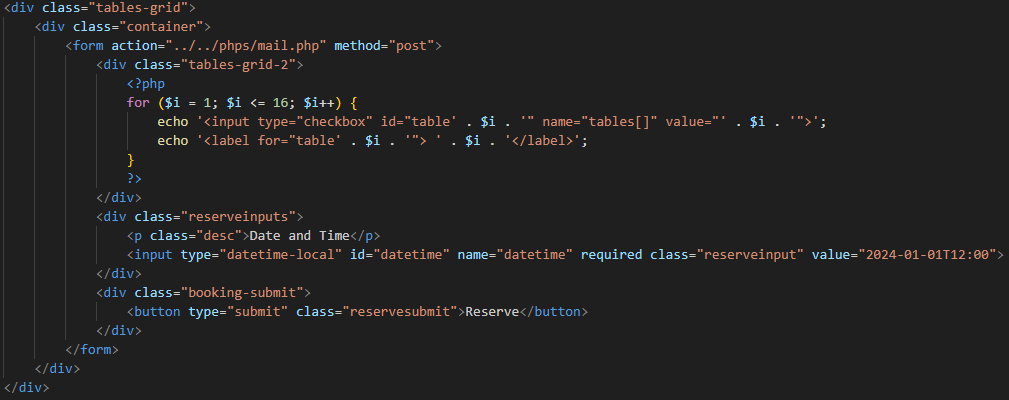 <div class="tables-grid">
<div class="container">
<form action="../../phps/mail.php" method="post">
<div class="tables-grid-2">
<?php
for ($i = 1; $i <= 16; $i++) {
echo '<input type="checkbox" id="table' . $i . '" name="tables[]" value="' . $i . '">';
echo '<label for="table' . $i . '"> ' . $i . '</label>';
}
?>
</div>
<div class="reserveinputs">
<p class="desc">Date and Time</p>
<input type="datetime-local" id="datetime" name="datetime" required class="reserveinput" value="2024-01-01T12:00">
</div>
<div class="booking-submit">
<button type="submit" class="reservesubmit">Reserve</button>
</div>
</form>
</div>
</div>